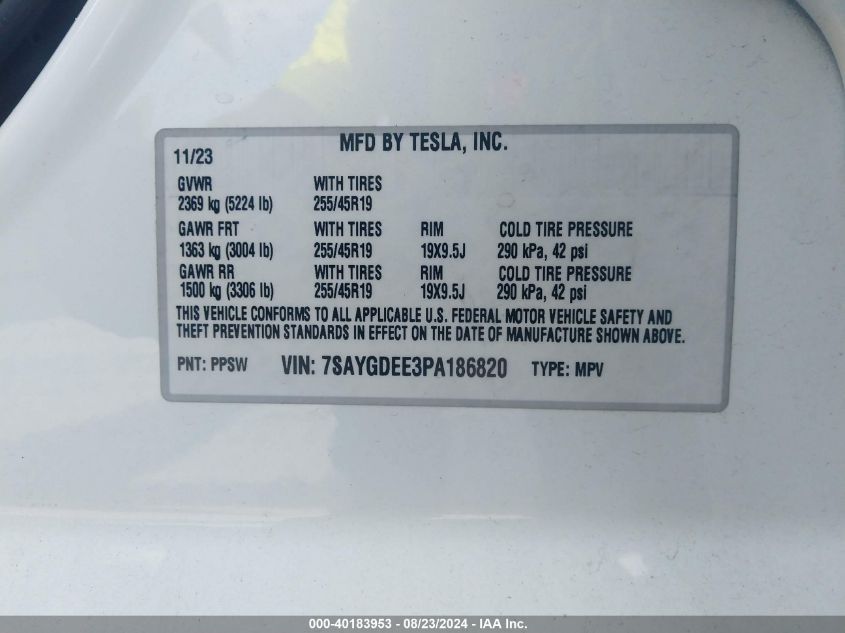 MFD BY TESLA, INC.
11/23
GVWR WITH TIRES
2369 kg (5224 lb) 255/45R19
GAWR FRT WITH TIRES RIM COLD TIRE PRESSURE
1363 kg (3004 lb) 255/45R19 19X9.5J 290 kPa, 42 psi
GAWR RR WITH TIRES RIM COLD TIRE PRESSURE
1500 kg (3306 lb) 255/45R19 19X9.5J 290 kPa, 42 psi
THIS VEHICLE CONFORMS TO ALL APPLICABLE U.S. FEDERAL MOTOR VEHICLE SAFETY AND
THEFT PREVENTION STANDARDS IN EFFECT ON THE DATE OF MANUFACTURE SHOWN ABOVE.
PNT: PPSW VIN: 7SAYGDEE3PA186820 TYPE: MPV
000-40183953 - 08/23/2024 - IAAI Inc.